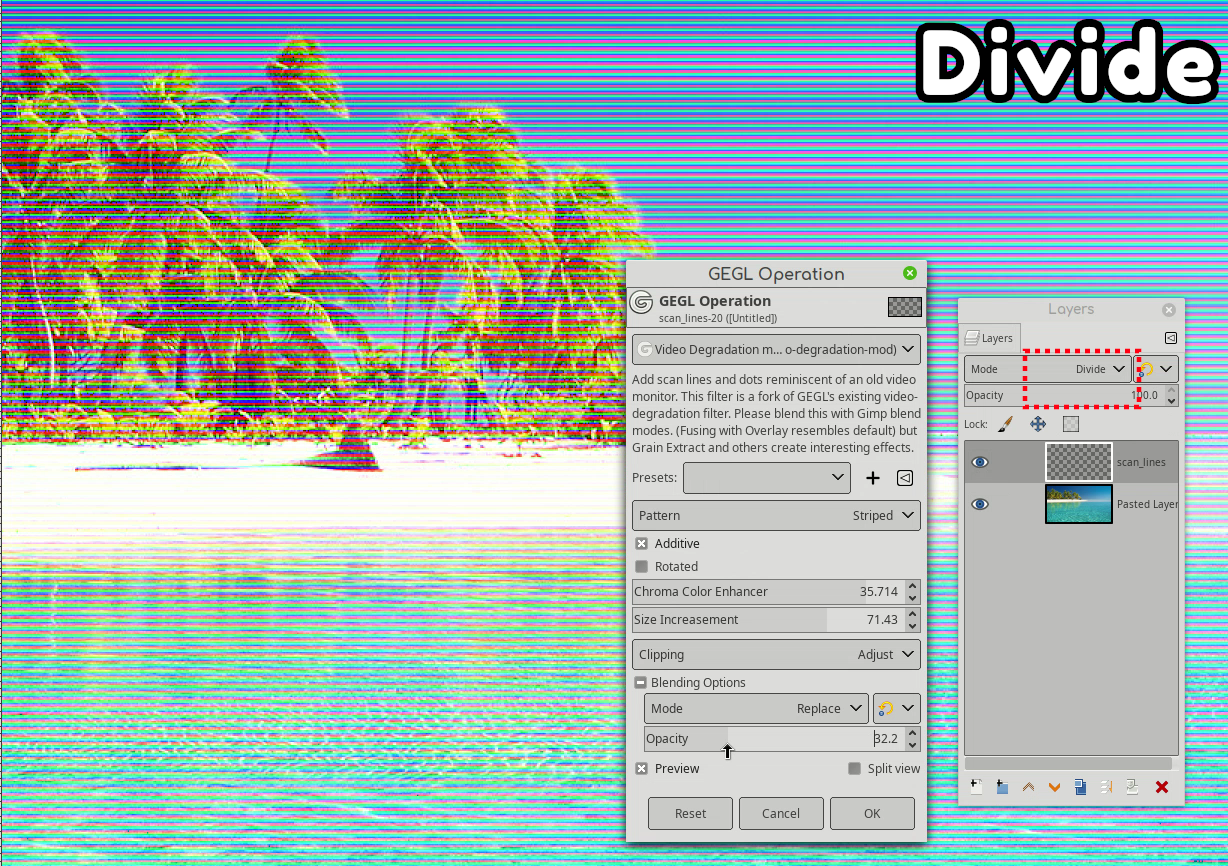 Divide
GEGL Operation
GEGL Operation
scan_lines-20 ([Untitled])
Video Degradation m... o-degradation-mod)
Add scan lines and dots reminiscent of an old video
monitor. This filter is a fork of GEGL's existing video-
degradation filter. Please blend this with Gimp blend
modes. (Fusing with Overlay resembles default) but
Grain Extract and others create interesting effects.
Presets:
Pattern Striped
Additive
Rotated
Chroma Color Enhancer 35.714
Size Increasement 71.43
Clipping Adjust
Blending Options
Mode Replace
Opacity 32.2
Preview Split view
Reset Cancel OK
Layers
Layers
Mode Divide
Opacity 100.0
Lock:
scan_lines
Pasted Layer